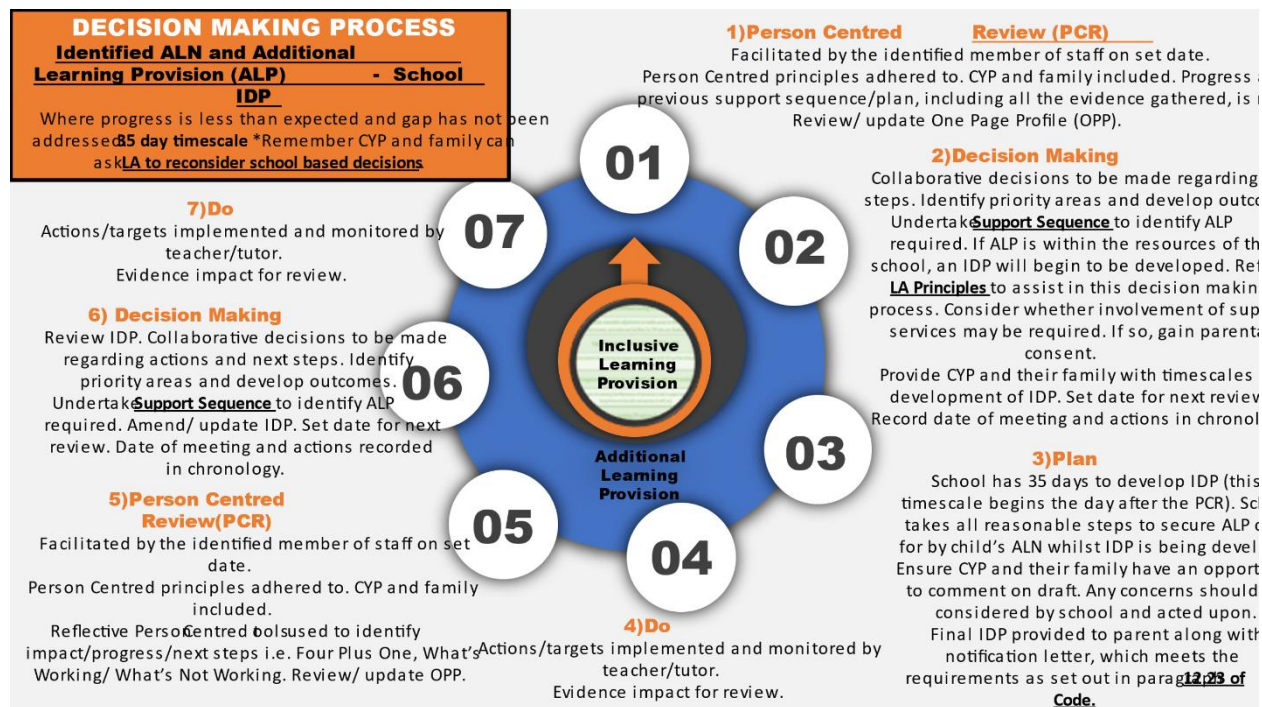 DECISION MAKING PROCESS
Identified ALN and Additional
Learning Provision (ALP) - School
IDP
Where progress is less than expected and gap has not been
addressed. 35 day timescale *Remember CYP and family can
ask LA to reconsider school based decisions
1)Person Centred Review (PCR)
Facilitated by the identified member of staff on set date.
Person Centred principles adhered to. CYP and family included. Progress
previous support sequence/plan, including all the evidence gathered, is
Review/ update One Page Profile (OPP).
2)Decision Making
Collaborative decisions to be made regarding
steps. Identify priority areas and develop outco
Undertake Support Sequence to identify ALP
required. If ALP is within the resources of th
school, an IDP will begin to be developed. Ref
LA Principles to assist in this decision makin
process. Consider whether involvement of sup
services may be required. If so, gain parenta
consent.
Provide CYP and their family with timescales
development of IDP. Set date for next review
Record date of meeting and actions in chronol
3)Plan
School has 35 days to develop IDP (this
timescale begins the day after the PCR). Sc
takes all reasonable steps to secure ALP
for by child's ALN whilst IDP is being devel
Ensure CYP and their family have an opport
to comment on draft. Any concerns should
considered by school and acted upon.
Final IDP provided to parent along with
notification letter, which meets the
requirements as set out in paragraph 12.23 of
Code.
4)Do
Actions/targets implemented and monitored by
teacher/tutor.
Evidence impact for review.
5)Person Centred
Review(PCR)
Facilitated by the identified member of staff on set
date.
Person Centred principles adhered to. CYP and family
included.
Reflective Person Centred tools used to identify
impact/progress/next steps i.e. Four Plus One, What's
Working/ What's Not Working. Review/ update OPP.
6) Decision Making
Review IDP. Collaborative decisions to be made
regarding actions and next steps. Identify
priority areas and develop outcomes.
Undertake Support Sequence to identify ALP
required. Amend/ update IDP. Set date for next
review. Date of meeting and actions recorded
in chronology.
7)Do
Actions/targets implemented and monitored by
teacher/tutor.
Evidence impact for review.
01
02
03
04
05
06
07
Inclusive
Learning
Provision
Additional
Learning
Provision